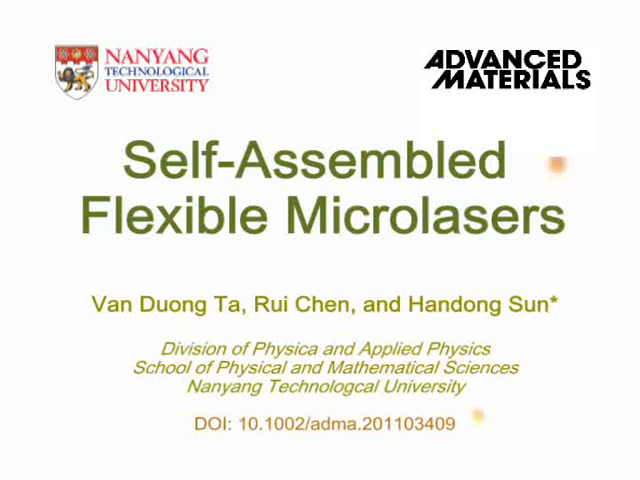 NANYANG
TECHNOLOGICAL
UNIVERSITY
ADVANCED
MATERIALS
Self-Assembled
Flexible Microlasers
Van Duong Ta, Rui Chen, and Handong Sun*
Division of Physica and Applied Physics
School of Physical and Mathematical Sciences
Nanyang Technologcal University
DOI: 10.1002/adma.201103409